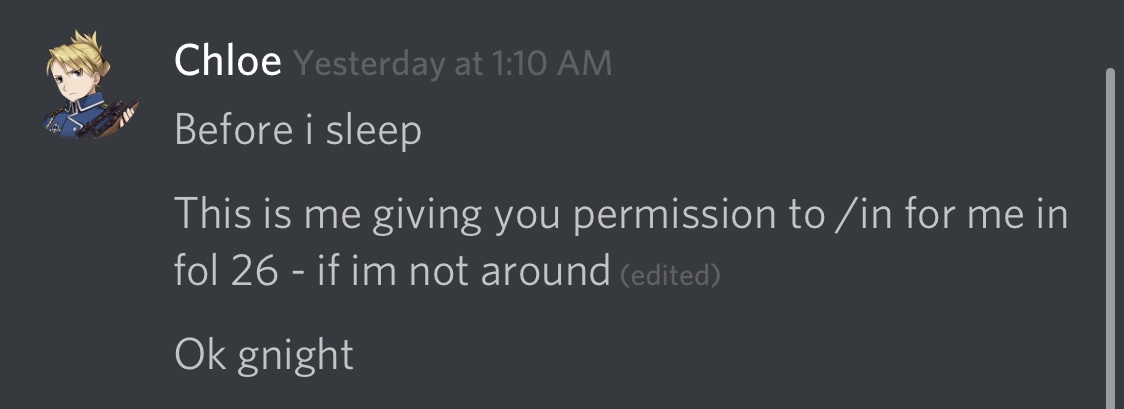 Chloe Yesterday at 1:10 AM
Before i sleep
This is me giving you permission to /in for me in
fol 26 - if im not around (edited)
Ok gnight